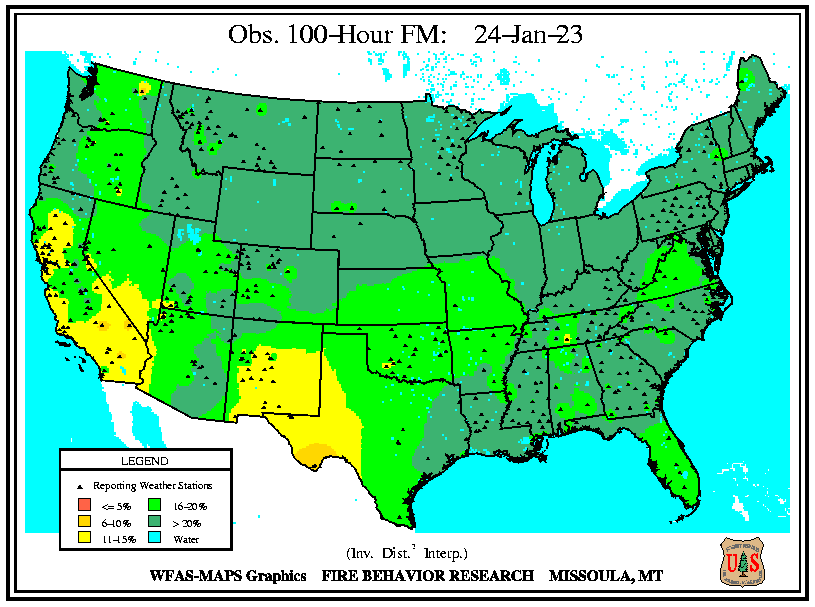 Obs. 100-Hour FM: 24-Jan-23
LEGEND
Reporting Weather Stations
<= 5%
16-20%
6-10%
> 20%
11-15%
Water
(Inv. Dist.² Interp.)
WFAS-MAPS Graphics FIRE BEHAVIOR RESEARCH MISSOULA, MT
U S